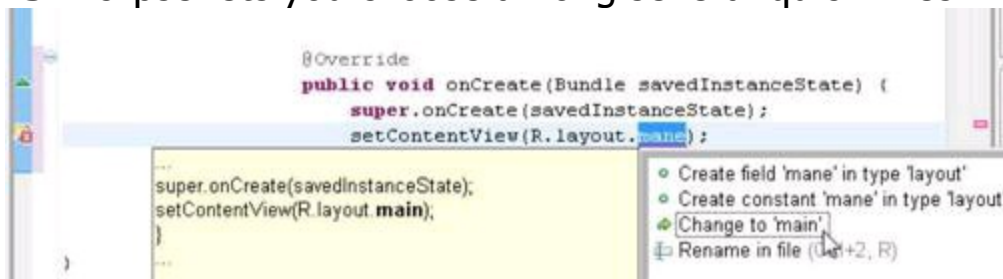 @Override
public void onCreate(Bundle savedInstanceState) {
super.onCreate(savedInstanceState);
setContentView(R.layout.mane);
...
super.onCreate(savedInstanceState);
setContentView(R.layout.main);
}
...
Create field 'mane' in type 'layout'
Create constant 'mane' in type 'layout
Change to 'main'
Rename in file (+2, R)
}